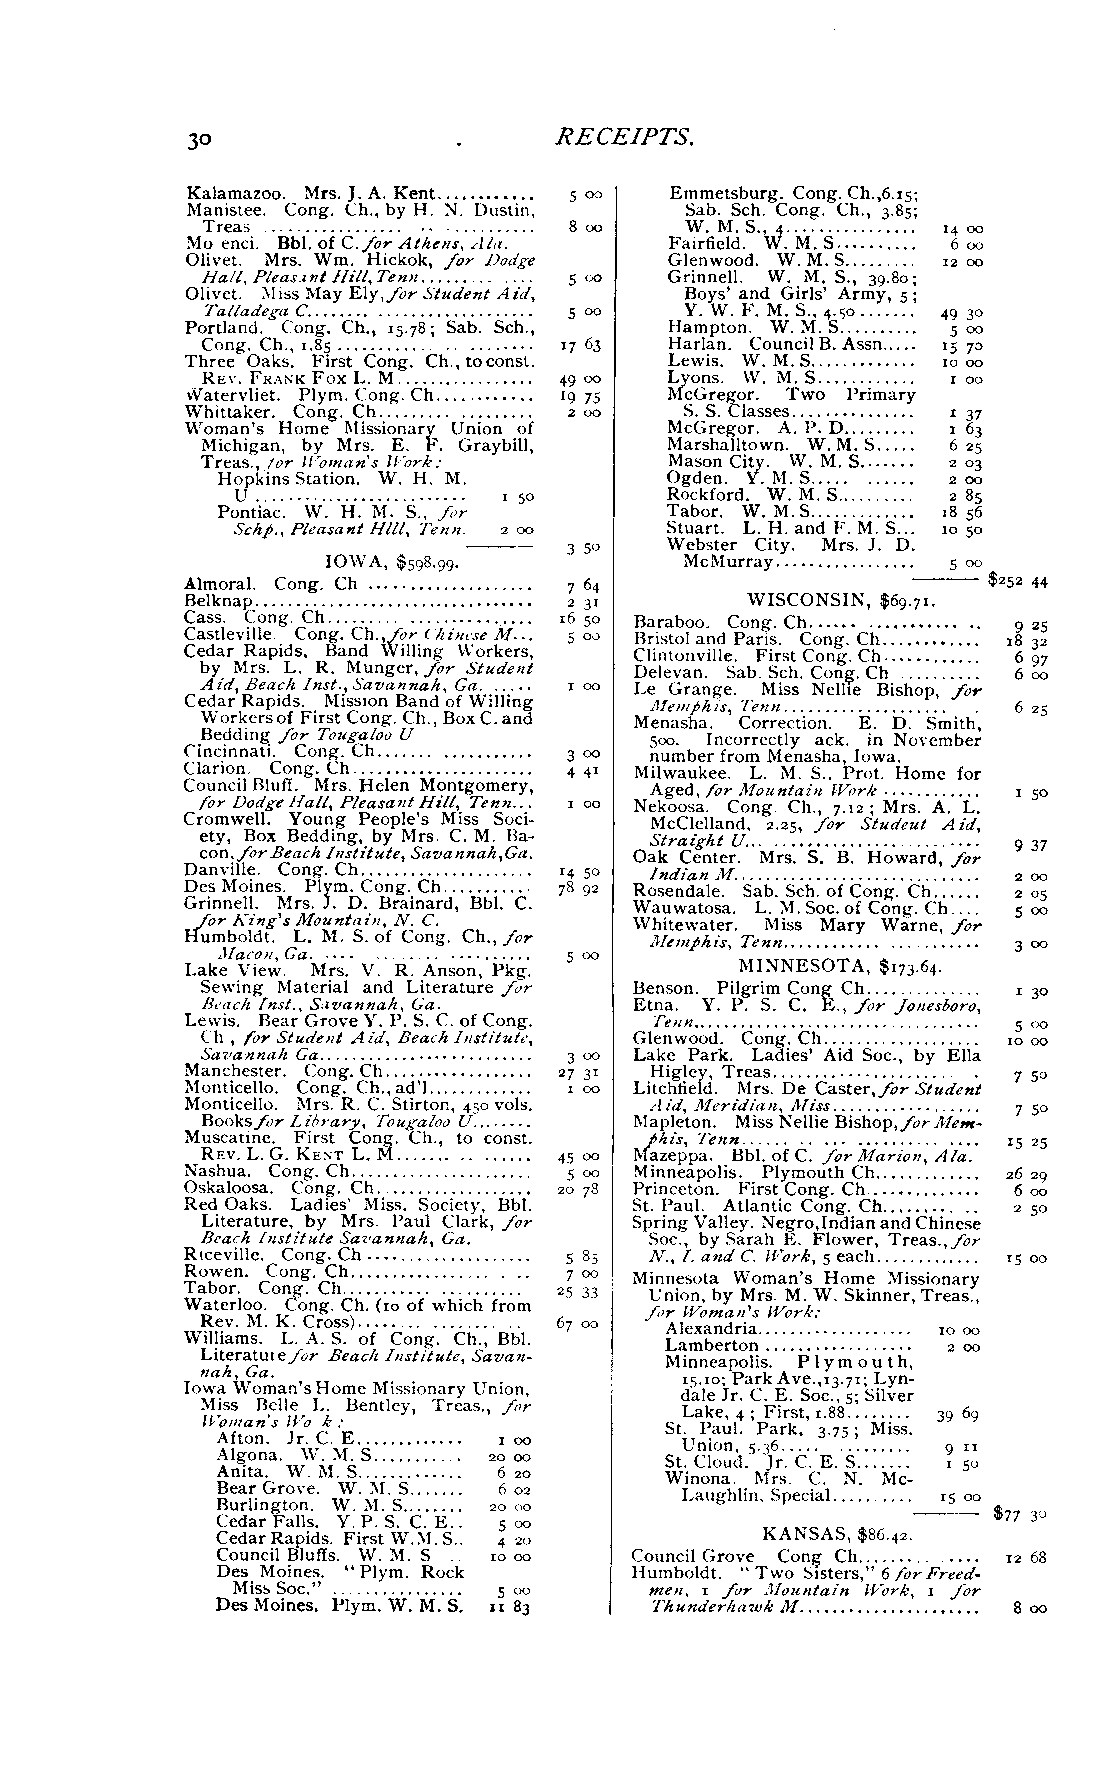 30
RECEIPTS.
Kalamazoo. Mrs. J. A. Kent............ 5 00
Manistee. Cong. Ch., by H. N. Dustin,
Treas ................ .. ........... 8 00
Mo enci. Bbl. of C. for Athens, Ala.
Olivet. Mrs. Wm. Hickok, for Dodge
Hall, Pleasant Hill, Tenn......... .... 5 00
Olivet. Miss May Ely, for Student Aid,
Talladega C........ ................... 5 00
Portland. Cong. Ch., 15.78; Sab. Sch.,
Cong. Ch., 1.85............. .. ........ 17 63
Three Oaks. First Cong. Ch., to const.
REV. FRANK FOX L. M................. 49 00
Watervliet. Plym. Cong. Ch............ 19 75
Whittaker. Cong. Ch......... ......... 2 00
Woman's Home Missionary Union of
Michigan, by Mrs. E. F. Graybill,
Treas., for Woman's Work:
Hopkins Station. W. H. M.
U.......................... 1 50
Pontiac. W. H. M. S., for
Schp., Pleasant Hlll, Tenn. 2 00
3 50
IOWA, $598.99.
Almoral. Cong. Ch .................... 7 64
Belknap................................. 2 31
Cass. Cong. Ch......... ............... 16 50
Castleville. Cong. Ch., for Chinese M... 5 00
Cedar Rapids, Band Willing Workers,
by Mrs. L. R. Munger, for Student
Aid, Beach Inst., Savannah, Ga. ..... 1 00
Cedar Rapids. Mission Band of Willing
Workers of First Cong. Ch., Box C. and
Bedding for Tougaloo U
Cincinnati. Cong. Ch....... ........... 3 00
Clarion. Cong. Ch...................... 4 41
Council Bluff. Mrs. Helen Montgomery,
for Dodge Hall, Pleasant Hill, Tenn... 1 00
Cromwell. Young People's Miss Soci-
ety, Box Bedding, by Mrs. C. M. Ba-
con, for Beach Institute, Savannah, Ga.
Danville. Cong. Ch..................... 14 50
Des Moines. Plym. Cong. Ch........... 78 92
Grinnell. Mrs. J. D. Brainard, Bbl. C.
for King's Mountain, N. C.
Humboldt. L. M. S. of Cong. Ch., for
Macon, Ga. .... ........ .......... 5 00
Lake View. Mrs. V. R. Anson, Pkg.
Sewing Material and Literature for
Beach Inst., Savannah, Ga.
Lewis. Bear Grove Y. P. S. C. of Cong.
Ch , for Student Aid, Beach Institute,
Savannah Ga.......................... 3 00
Manchester. Cong. Ch.................. 27 31
Monticello. Cong. Ch., ad'l............. 1 00
Monticello. Mrs. R. C. Stirton, 450 vols.
Books for Library, Tougaloo U........
Muscatine. First Cong. Ch., to const.
REV. L. G. KENT L. M......... .. ...... 45 00
Nashua. Cong. Ch...................... 5 00
Oskaloosa. Cong. Ch................... 20 78
Red Oaks. Ladies' Miss. Society, Bbl.
Literature, by Mrs. Paul Clark, for
Beach Institute Savannah, Ga.
Riceville. Cong. Ch.................... 5 85
Rowen. Cong. Ch.................. . .. 7 00
Tabor. Cong. Ch............ .......... 25 33
Waterloo. Cong. Ch. (10 of which from
Rev. M. K. Cross)........ ......... .. 67 00
Williams. L. A. S. of Cong. Ch., Bbl.
Literature for Beach Institute, Savan-
nah, Ga.
Iowa Woman's Home Missionary Union,
Miss Belle L. Bentley, Treas., for
Woman's Wo k :
Afton. Jr. C. E............. 1 00
Algona. W. M. S........... 20 00
Anita. W. M. S............. 6 20
Bear Grove. W. M. S....... 6 02
Burlington. W. M. S........ 20 00
Cedar Falls. Y. P. S. C. E.. 5 00
Cedar Rapids. First W. M. S.. 4 20
Council Bluffs. W. M. S .. 10 00
Des Moines. "Plym. Rock
Miss Soc." ................ 5 00
Des Moines. Plym. W. M. S. 11 83
Emmetsburg. Cong. Ch., 6.15;
Sab. Sch. Cong. Ch., 3.85;
W. M. S., 4................ 14 00
Fairfield. W. M. S.......... 6 00
Glenwood. W. M. S......... 12 00
Grinnell. W. M. S., 39.80;
Boys' and Girls' Army, 5;
Y. W. F. M. S., 4.50....... 49 30
Hampton. W. M. S.......... 5 00
Harlan. Council B. Assn..... 15 70
Lewis. W. M. S............. 10 00
Lyons. W. M. S............ 1 00
McGregor. Two Primary
S. S. Classes............... 1 37
McGregor. A. P. D......... 1 63
Marshalltown. W. M. S..... 6 25
Mason City. W. M. S....... 2 03
Ogden. Y. M. S..... ...... 2 00
Rockford. W. M. S.......... 2 85
Tabor. W. M. S............. 18 56
Stuart. L. H. and F. M. S... 10 50
Webster City. Mrs. J. D.
McMurray................. 5 00
$252 44
WISCONSIN, $69.71.
Baraboo. Cong. Ch...... ........... .. 9 25
Bristol and Paris. Cong. Ch............ 18 32
Clintonville. First Cong. Ch............ 6 97
Delevan. Sab. Sch. Cong. Ch .......... 6 00
Le Grange. Miss Nellie Bishop, for
Memphis, Tenn.................... . 6 25
Menasha. Correction. E. D. Smith,
500. Incorrectly ack. in November
number from Menasha, Iowa.
Milwaukee. L. M. S., Prot. Home for
Aged, for Mountain Work ............ 1 50
Nekoosa. Cong. Ch., 7.12; Mrs. A. L.
McClelland, 2.25, for Student Aid,
Straight U... ......................... 9 37
Oak Center. Mrs. S. B. Howard, for
Indian M.............................. 2 00
Rosendale. Sab. Sch. of Cong. Ch...... 2 05
Wauwatosa. L. M. Soc. of Cong. Ch.... 5 00
Whitewater. Miss Mary Warne, for
Memphis, Tenn............ ........... 3 00
MINNESOTA, $173.64.
Benson. Pilgrim Cong Ch.............. 1 30
Etna. Y. P. S. C. E., for Jonesboro,
Tenn................................... 5 00
Glenwood. Cong. Ch................... 10 00
Lake Park. Ladies' Aid Soc., by Ella
Higley, Treas...................... . 7 50
Litchfield. Mrs. De Caster, for Student
Aid, Meridian, Miss.................. 7 50
Mapleton. Miss Nellie Bishop, for Mem-
phis, Tenn...... .. ... .............. 15 25
Mazeppa. Bbl. of C. for Marion, Ala.
Minneapolis. Plymouth Ch............. 26 29
Princeton. First Cong. Ch.............. 6 00
St. Paul. Atlantic Cong. Ch.......... .. 2 50
Spring Valley. Negro, Indian and Chinese
Soc., by Sarah E. Flower, Treas., for
N., I. and C. Work, 5 each............. 15 00
Minnesota Woman's Home Missionary
Union, by Mrs. M. W. Skinner, Treas.,
for Woman's Work:
Alexandria................... 10 00
Lamberton .................. 2 00
Minneapolis. Plymouth,
15.10; Park Ave., 13.71; Lyn-
dale Jr. C. E. Soc., 5; Silver
Lake, 4 ; First, 1.88........ 39 69
St. Paul. Park, 3.75; Miss.
Union, 5.36..... ......... 9 11
St. Cloud. Jr. C. E. S....... 1 50
Winona. Mrs. C. N. Mc-
Laughlin, Special.......... 15 00
$77 30
KANSAS, $86.42.
Council Grove Cong Ch......... ..... 12 68
Humboldt. "Two Sisters," 6 for Freed-
men, 1 for Mountain Work, 1 for
Thunderhawk M...................... 8 00